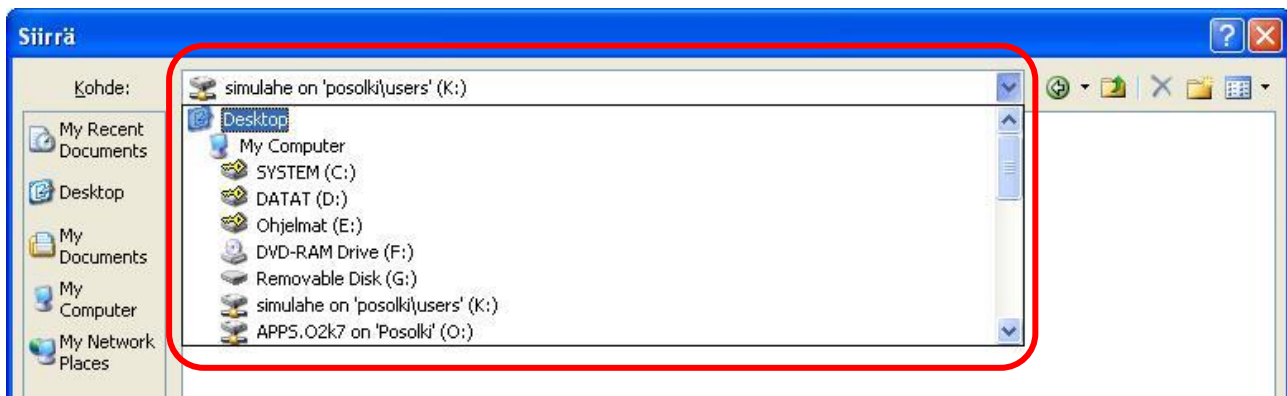 Siirrä
Kohde:
simulahe on 'posolki\users' (K:)
My Recent
Documents
Desktop
My
Documents
My
Computer
My Network
Places
Desktop
My Computer
SYSTEM (C:)
DATAT (D:)
Ohjelmat (E:)
DVD-RAM Drive (F:)
Removable Disk (G:)
simulahe on 'posolki\users' (K:)
APPS.O2k7 on 'Posolki' (O:)